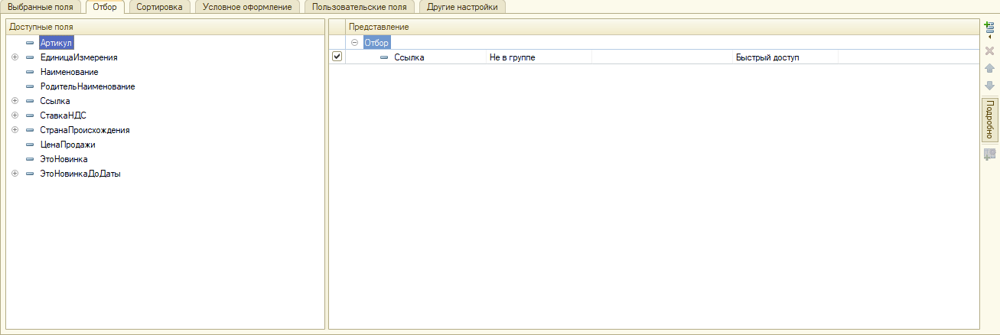 Выбранные поля Отбор Сортировка Условное оформление Пользовательские поля Другие настройки
Доступные поля
Артикул
ЕдиницаИзмерения
Наименование
РодительНаименование
Ссылка
СтавкаНДС
СтранаПроисхождения
ЦенаПродажи
ЭтоНовинка
ЭтоНовинкаДоДаты
Представление
Отбор
Ссылка Не в группе Быстрый доступ
Подробно